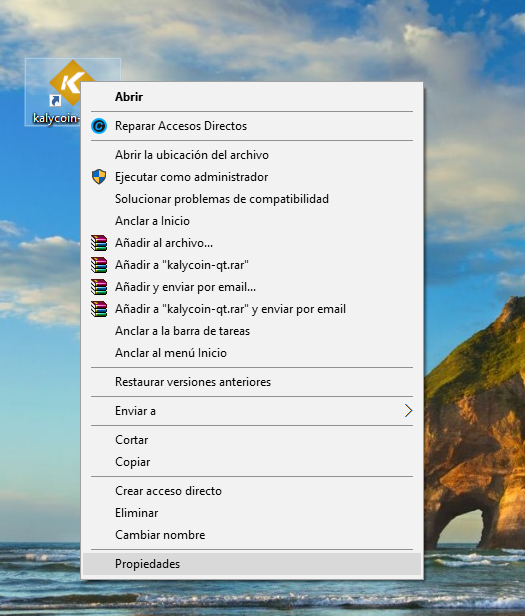 kalycoin-
Abrir
Reparar Accesos Directos
Abrir la ubicación del archivo
Ejecutar como administrador
Solucionar problemas de compatibilidad
Anclar a Inicio
Añadir al archivo...
Añadir a "kalycoin-qt.rar"
Añadir y enviar por email...
Añadir a "kalycoin-qt.rar" y enviar por email
Anclar a la barra de tareas
Anclar al menú Inicio
Restaurar versiones anteriores
Enviar a
Cortar
Copiar
Crear acceso directo
Eliminar
Cambiar nombre
Propiedades